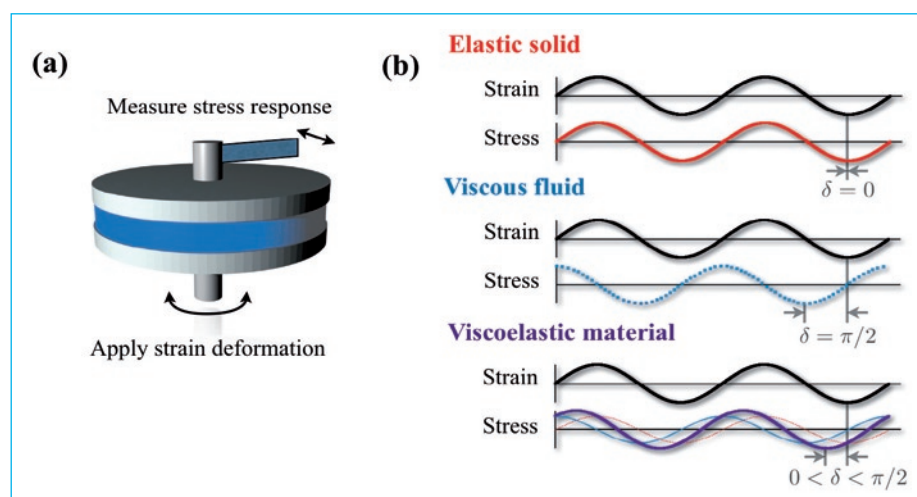 (a)
Measure stress response
Apply strain deformation
(b)
Elastic solid
Strain
Stress
δ = 0
Viscous fluid
Strain
Stress
δ = π/2
Viscoelastic material
Strain
Stress
0 < δ < π/2